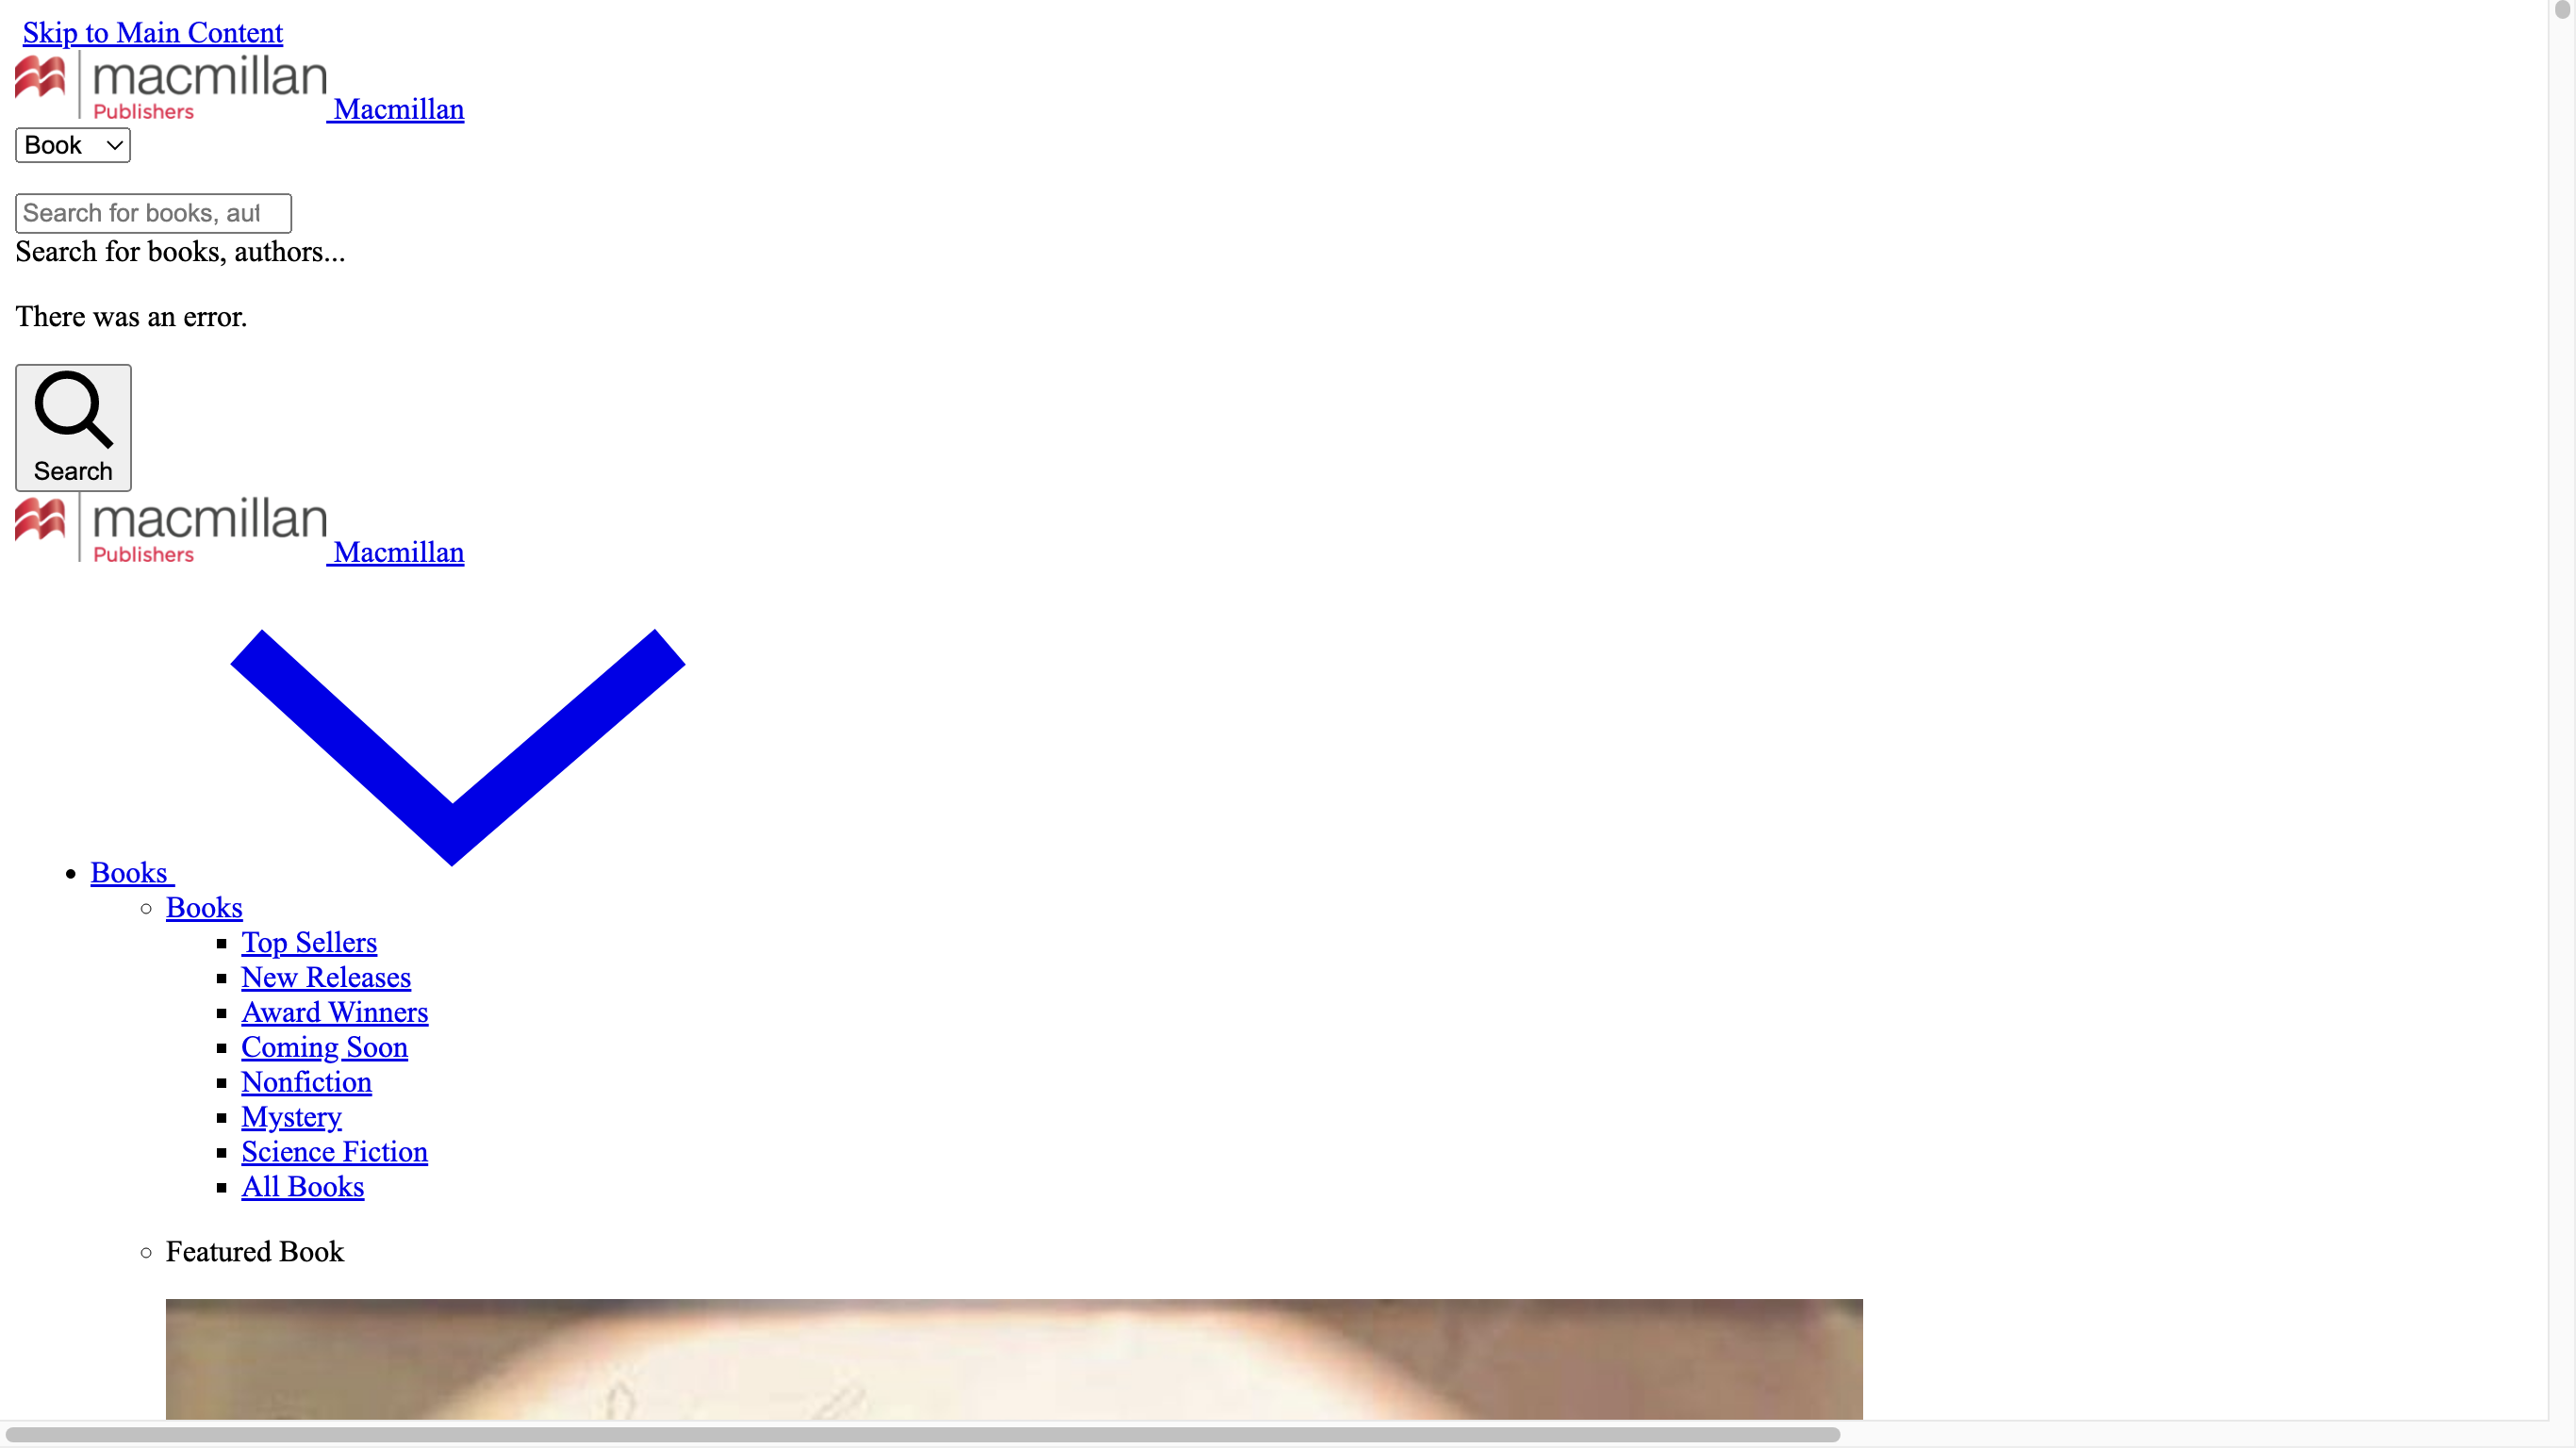 Skip to Main Content
macmillan
Publishers
Macmillan
Book
Search for books, aut
Search for books, authors...
There was an error.
Search
macmillan
Publishers
Macmillan
Books
Books
Top Sellers
New Releases
Award Winners
Coming Soon
Nonfiction
Mystery
Science Fiction
All Books
Featured Book